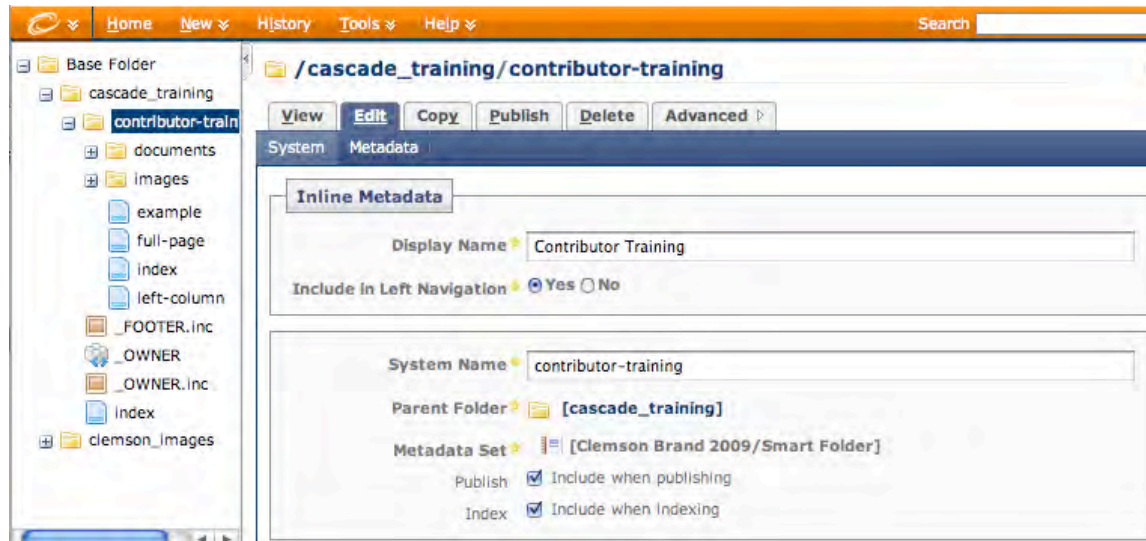 Home New History Tools Help Search
Base Folder
cascade_training
contributor-train
documents
images
example
full-page
index
left-column
_FOOTER.inc
_OWNER
_OWNER.inc
index
clemson_images
/cascade_training/contributor-training
View Edit Copy Publish Delete Advanced
System Metadata
Inline Metadata
Display Name Contributor Training
Include in Left Navigation Yes No
System Name contributor-training
Parent Folder [cascade_training]
Metadata Set [Clemson Brand 2009/Smart Folder]
Publish Include when publishing
Index Include when indexing